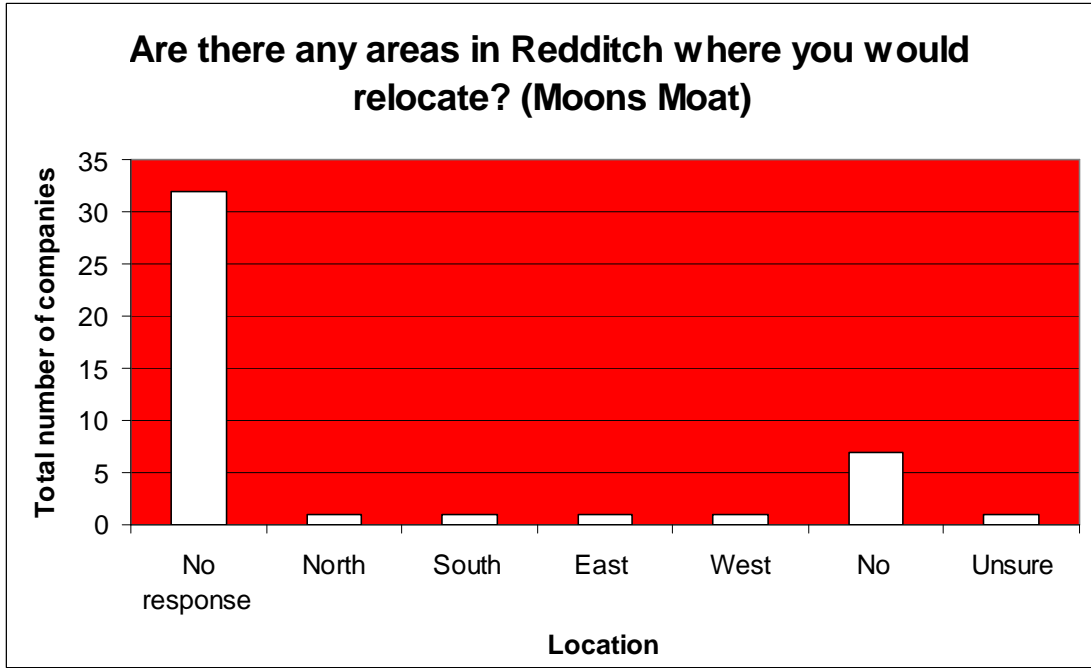 Are there any areas in Redditch where you would
relocate? (Moons Moat)
Total number of companies
35
30
25
20
15
10
5
0
No
response
North
South
East
West
No
Unsure
Location